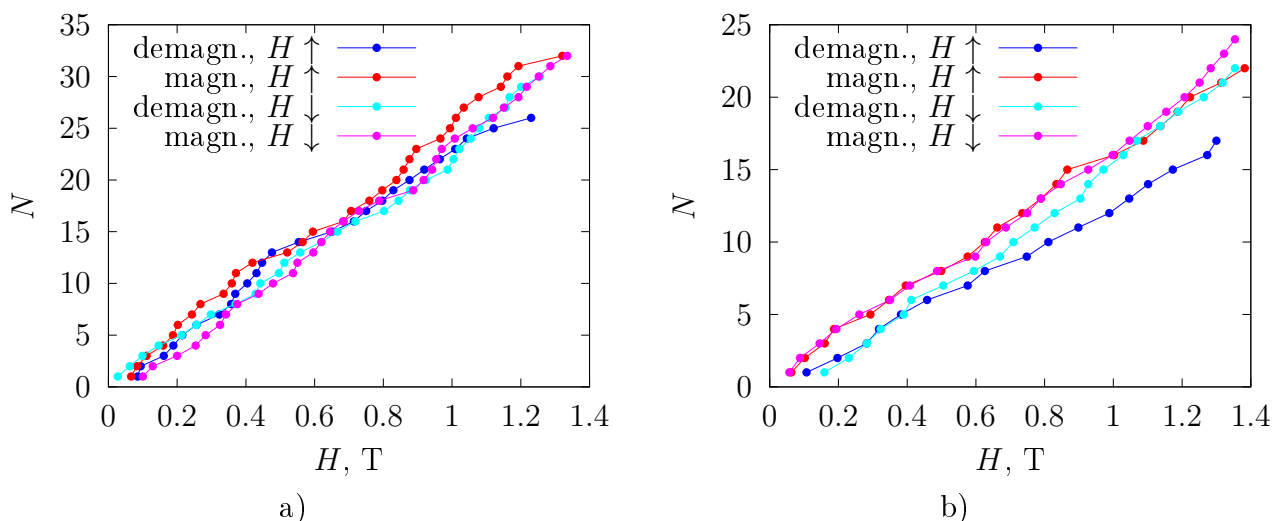 35
30
25
20
15
10
5
0
0 0.2 0.4 0.6 0.8 1 1.2 1.4
N
H, T
demagn., H ↑
magn., H ↑
demagn., H ↓
magn., H ↓
a)
25
20
15
10
5
0
0 0.2 0.4 0.6 0.8 1 1.2 1.4
N
H, T
demagn., H ↑
magn., H ↑
demagn., H ↓
magn., H ↓
b)